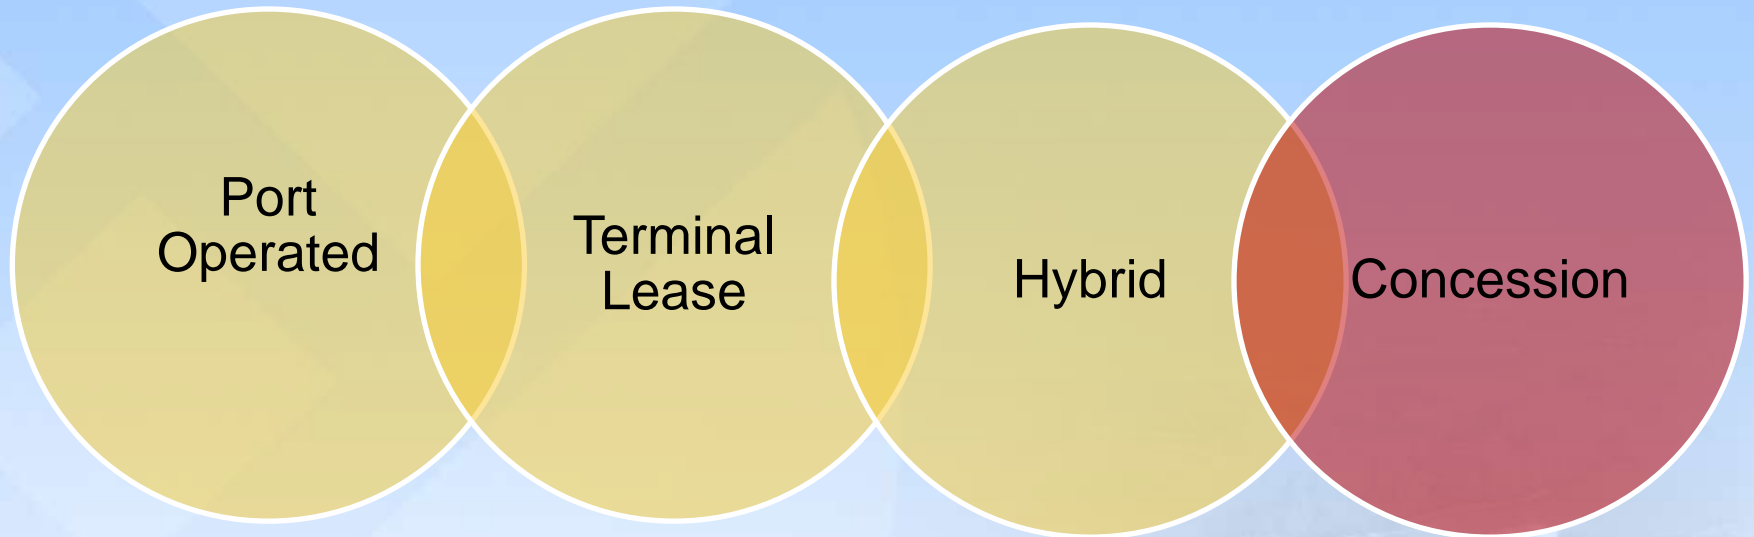 Port
Operated
Terminal
Lease
Hybrid
Concession